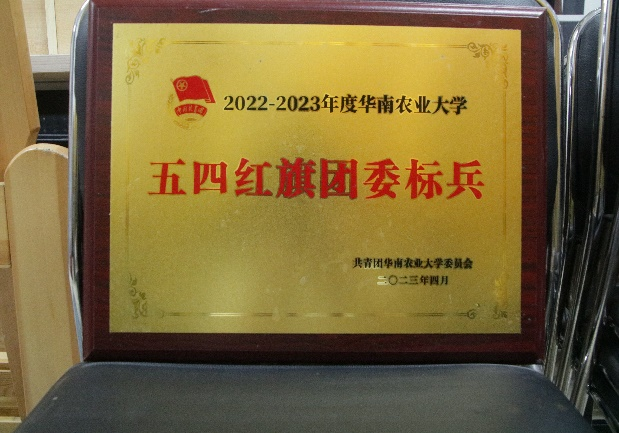 2022-2023年度华南农业大学
五四红旗团委标兵
共青团华南农业大学委员会
二〇二三年四月